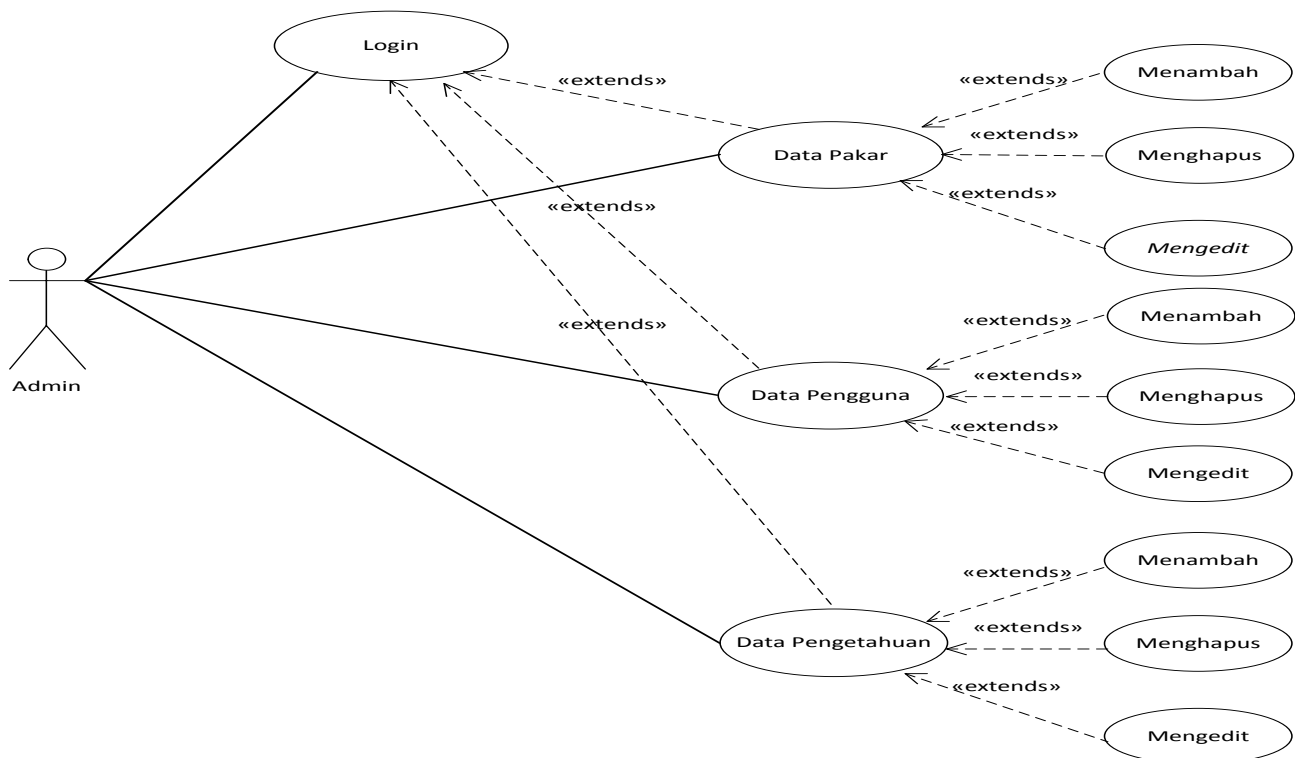 Login
«extends»
«extends»
Menambah
«extends»
Data Pakar
Menghapus
«extends»
«extends»
Mengedit
Admin
«extends»
«extends»
Menambah
Data Pengguna
«extends»
Menghapus
«extends»
Mengedit
«extends»
Menambah
Data Pengetahuan
«extends»
Menghapus
«extends»
Mengedit